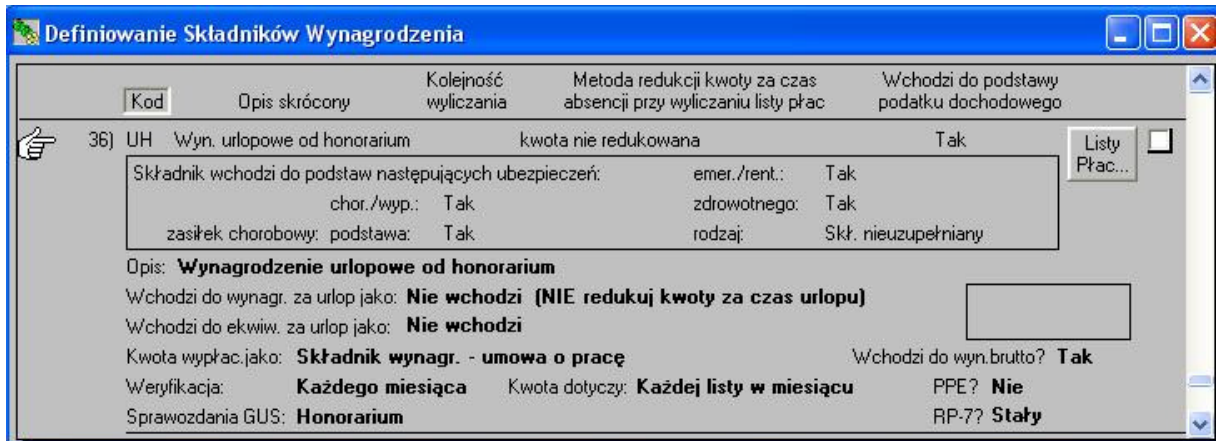 Definiowanie Składników Wynagrodzenia
Kod Opis skrócony Kolejność wyliczania Metoda redukcji kwoty za czas absencji przy wyliczaniu listy płac Wchodzi do podstawy podatku dochodowego
36) UH Wyn. urlopowe od honorarium kwota nie redukowana Tak Listy Płac...
Składnik wchodzi do podstaw następujących ubezpieczeń: emer./rent.: Tak
chor./wyp.: Tak zdrowotnego: Tak
zasiłek chorobowy: podstawa: Tak rodzaj: Skł. nieuzupełniany
Opis: Wynagrodzenie urlopowe od honorarium
Wchodzi do wynagr. za urlop jako: Nie wchodzi (NIE redukuj kwoty za czas urlopu)
Wchodzi do ekwiw. za urlop jako: Nie wchodzi
Kwota wypłac.jako: Składnik wynagr. - umowa o pracę Wchodzi do wyn.brutto? Tak
Weryfikacja: Każdego miesiąca Kwota dotyczy: Każdej listy w miesiącu PPE? Nie
Sprawozdania GUS: Honorarium RP-7? Stały